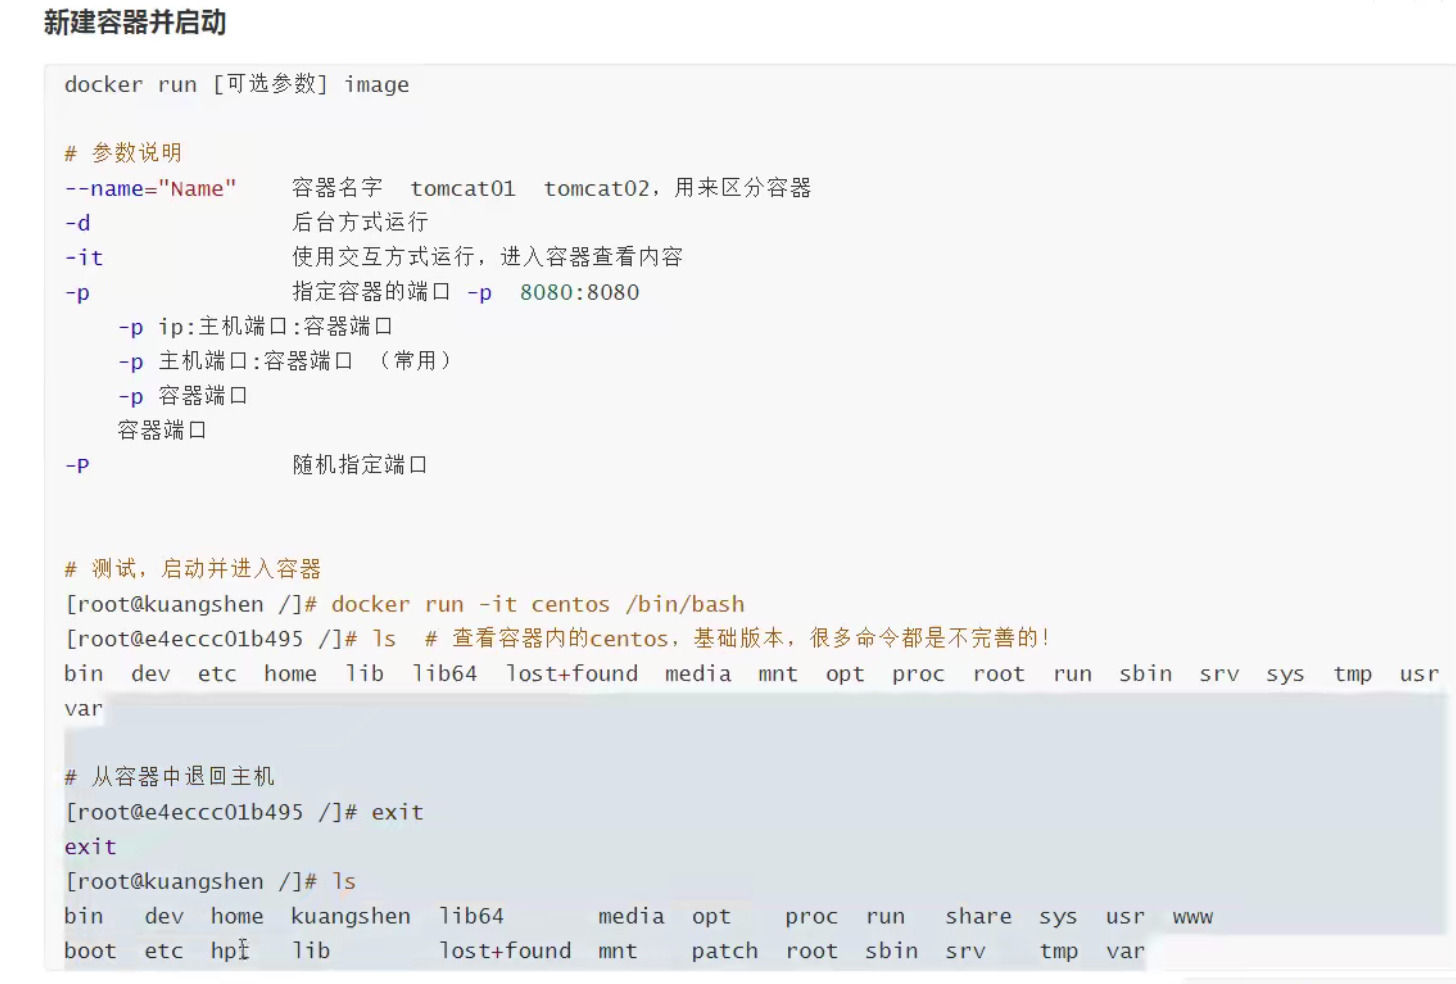 新建容器并启动
docker run [可选参数] image
# 参数说明
--name="Name" 容器名字 tomcat01 tomcat02，用来区分容器
-d 后台方式运行
-it 使用交互方式运行，进入容器查看内容
-p 指定容器的端口 -p 8080:8080
-p ip:主机端口:容器端口
-p 主机端口:容器端口 （常用）
-p 容器端口
容器端口
-P 随机指定端口
# 测试，启动并进入容器
[root@kuangshen /]# docker run -it centos /bin/bash
[root@e4eccc01b495 /]# ls # 查看容器内的centos，基础版本，很多命令都是不完善的！
bin dev etc home lib lib64 lost+found media mnt opt proc root run sbin srv sys tmp usr
var
# 从容器中退回主机
[root@e4eccc01b495 /]# exit
exit
[root@kuangshen /]# ls
bin dev home kuangshen lib64 media opt proc run share sys usr www
boot etc lib lost+found mnt patch root sbin srv tmp var